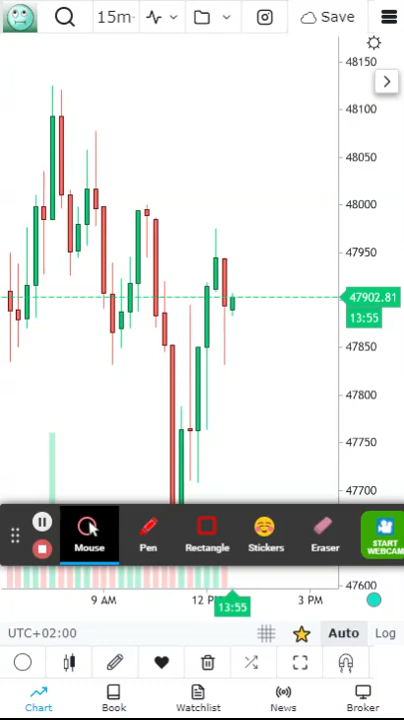 15m
Save
48150
48100
48050
48000
47950
47902.81
13:55
47850
47800
47750
47700
Mouse
Pen
Rectangle
Stickers
Eraser
START
WEBCAM
47600
9 AM
12 PM
13:55
3 PM
UTC+02:00
Auto
Log
Chart
Book
Watchlist
News
Broker